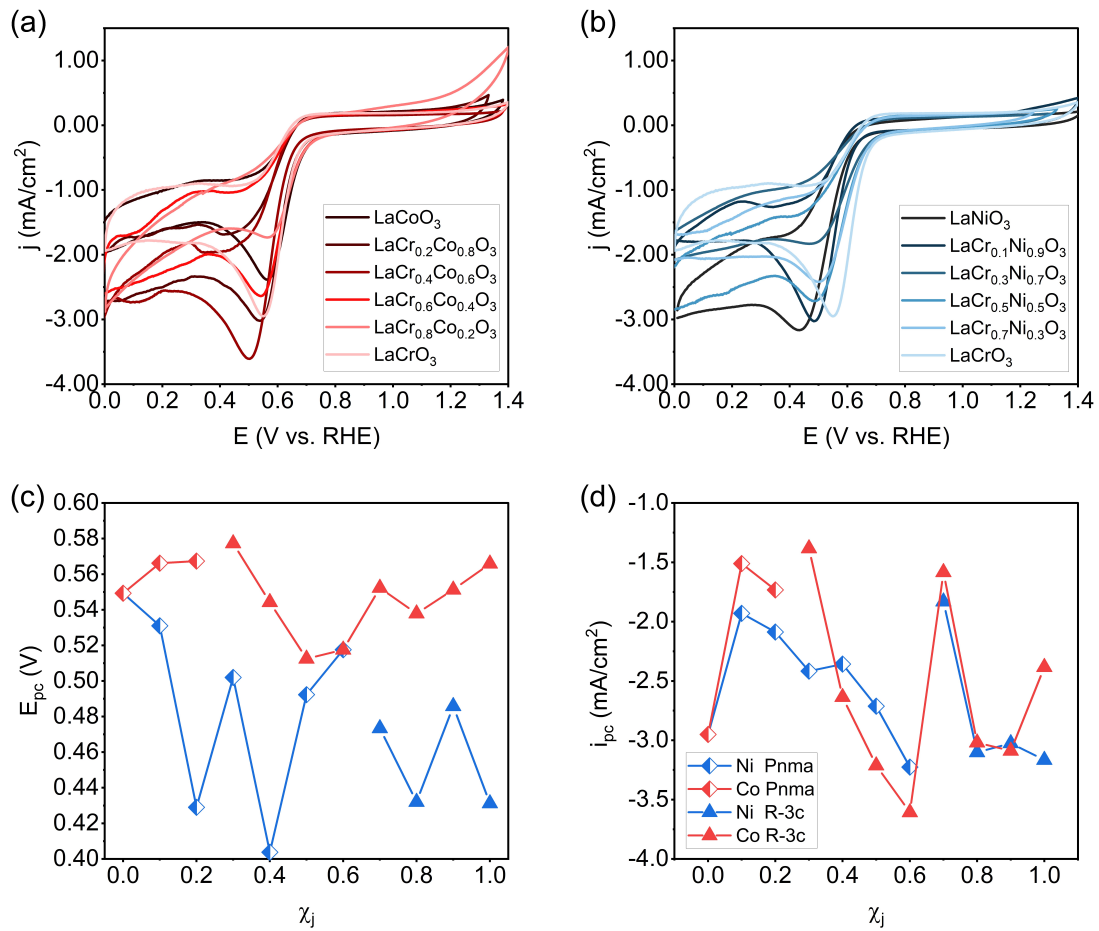 (a)
j (mA/cm²)
1.00
0.00
-1.00
-2.00
-3.00
-4.00
0.0 0.2 0.4 0.6 0.8 1.0 1.2 1.4
E (V vs. RHE)
LaCoO₃
LaCr₀.₂Co₀.₈O₃
LaCr₀.₄Co₀.₆O₃
LaCr₀.₆Co₀.₄O₃
LaCr₀.₈Co₀.₂O₃
LaCrO₃
(b)
j (mA/cm²)
1.00
0.00
-1.00
-2.00
-3.00
-4.00
0.0 0.2 0.4 0.6 0.8 1.0 1.2 1.4
E (V vs. RHE)
LaNiO₃
LaCr₀.₁Ni₀.₉O₃
LaCr₀.₃Ni₀.₇O₃
LaCr₀.₅Ni₀.₅O₃
LaCr₀.₇Ni₀.₃O₃
LaCrO₃
(c)
E_pc (V)
0.60
0.58
0.56
0.54
0.52
0.50
0.48
0.46
0.44
0.42
0.40
0.0 0.2 0.4 0.6 0.8 1.0
χⱼ
(d)
i_pc (mA/cm²)
-1.0
-1.5
-2.0
-2.5
-3.0
-3.5
-4.0
0.0 0.2 0.4 0.6 0.8 1.0
χⱼ
Ni Pnma
Co Pnma
Ni R-3c
Co R-3c